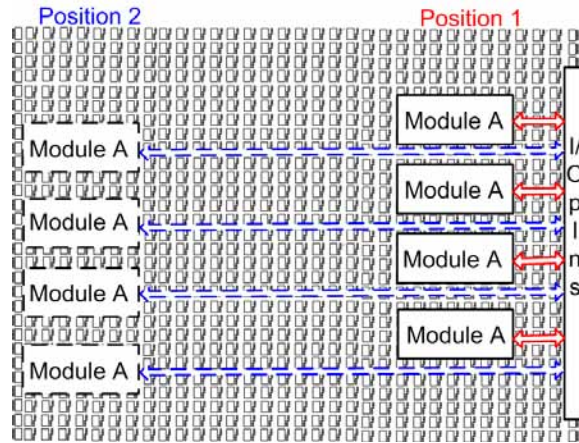 Position 2
Position 1
Module A
Module A
Module A
Module A
Module A
Module A
Module A
Module A
I/
O
p
I
n
s